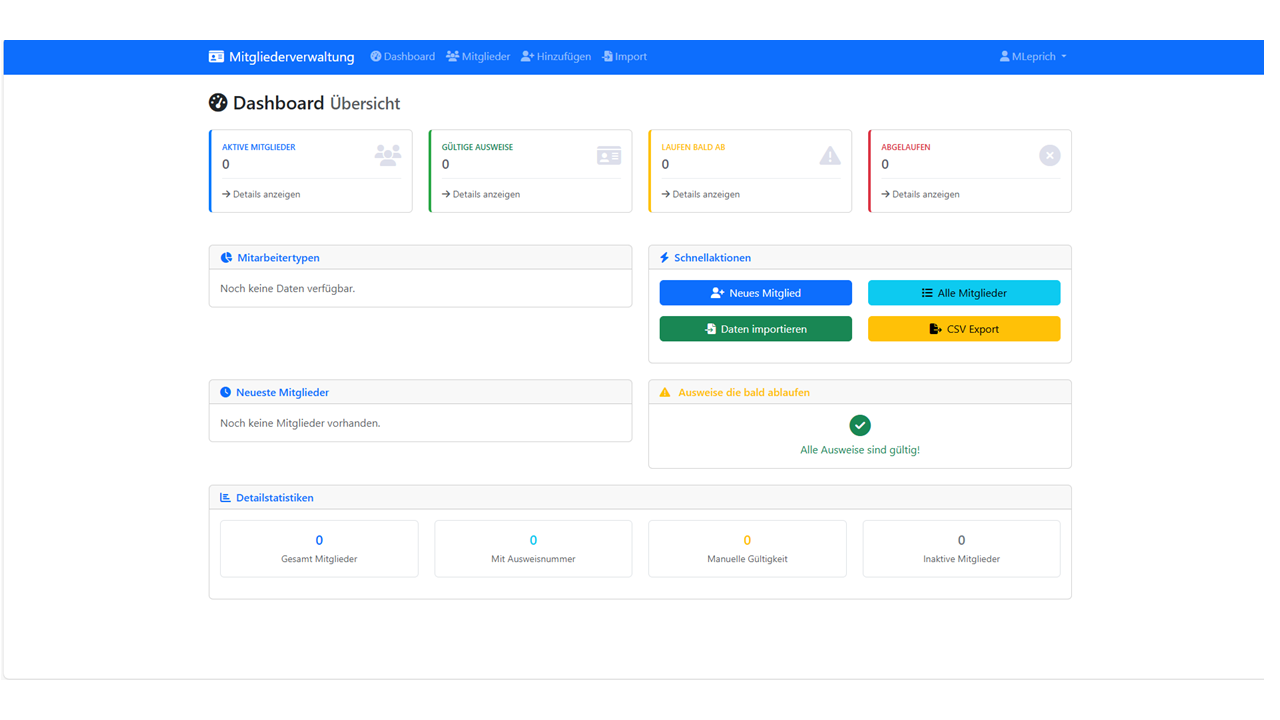 Mitgliederverwaltung Dashboard Mitglieder Hinzufügen Import MLeprich
Dashboard Übersicht
AKTIVE MITGLIEDER
0
Details anzeigen
GÜLTIGE AUSWEISE
0
Details anzeigen
LAUFEN BALD AB
0
Details anzeigen
ABGELAUFEN
0
Details anzeigen
Mitarbeitertypen
Noch keine Daten verfügbar.
Schnellaktionen
Neues Mitglied
Alle Mitglieder
Daten importieren
CSV Export
Neueste Mitglieder
Noch keine Mitglieder vorhanden.
Ausweise die bald ablaufen
Alle Ausweise sind gültig!
Detailstatistiken
0
Gesamt Mitglieder
0
Mit Ausweisnummer
0
Manuelle Gültigkeit
0
Inaktive Mitglieder